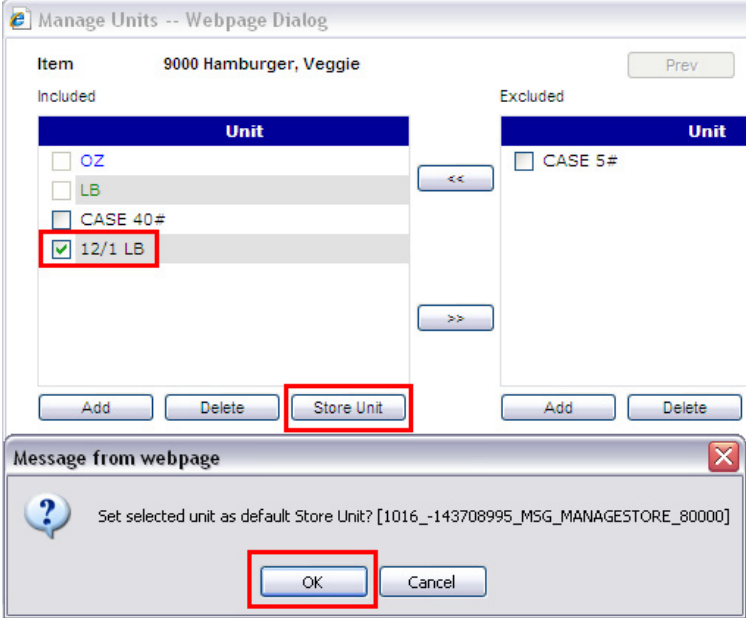 Manage Units -- Webpage Dialog
Item 9000 Hamburger, Veggie Prev
Included Excluded
Unit Unit
OZ CASE 5#
<<
LB
CASE 40#
12/1 LB
>>
Add Delete Store Unit Add Delete
Message from webpage
Set selected unit as default Store Unit? [1016_-143708995_MSG_MANAGESTORE_80000]
OK Cancel